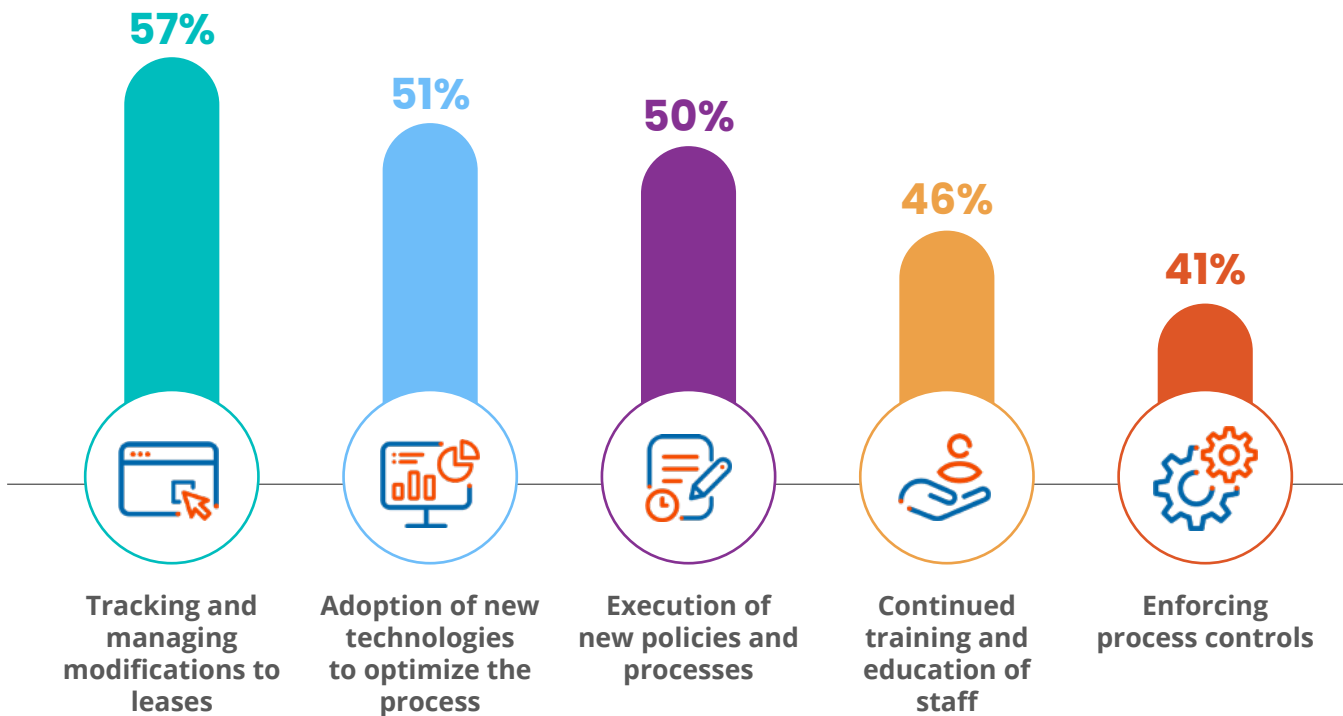 57%
Tracking and
managing
modifications to
leases
51%
Adoption of new
technologies
to optimize the
process
50%
Execution of
new policies and
processes
46%
Continued
training and
education of
staff
41%
Enforcing
process controls